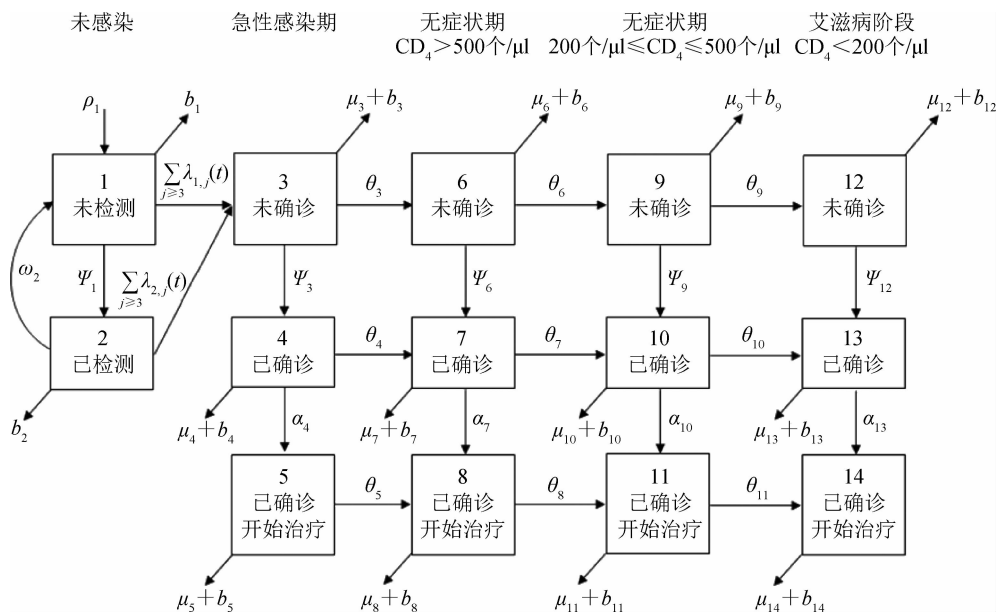 未感染
急性感染期
无症状期
CD₄＞500个/μl
无症状期
200个/μl≤CD₄≤500个/μl
艾滋病阶段
CD₄＜200个/μl
ρ₁
b₁
μ₃+b₃
μ₆+b₆
μ₉+b₉
μ₁₂+b₁₂
1
未检测
∑λ₁,ⱼ(t)
j≥3
3
未确诊
θ₃
6
未确诊
θ₆
9
未确诊
θ₉
12
未确诊
ω₂
Ψ₁
∑λ₂,ⱼ(t)
j≥3
Ψ₃
Ψ₆
Ψ₉
Ψ₁₂
2
已检测
4
已确诊
θ₄
7
已确诊
θ₇
10
已确诊
θ₁₀
13
已确诊
b₂
μ₄+b₄
α₄
μ₇+b₇
α₇
μ₁₀+b₁₀
α₁₀
μ₁₃+b₁₃
α₁₃
5
已确诊
开始治疗
θ₅
8
已确诊
开始治疗
θ₈
11
已确诊
开始治疗
θ₁₁
14
已确诊
开始治疗
μ₅+b₅
μ₈+b₈
μ₁₁+b₁₁
μ₁₄+b₁₄